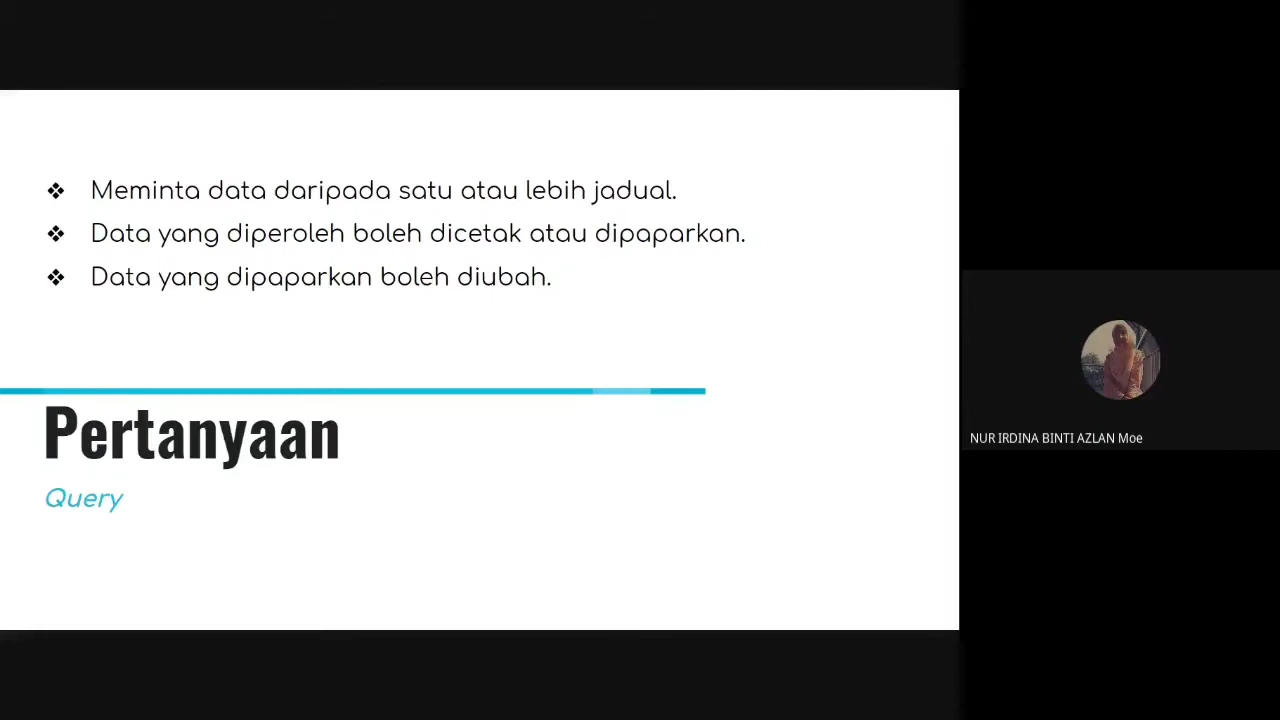 ❖ Meminta data daripada satu atau lebih jadual.
❖ Data yang diperoleh boleh dicetak atau dipaparkan.
❖ Data yang dipaparkan boleh diubah.
Pertanyaan
Query
NUR IRDINA BINTI AZLAN Moe